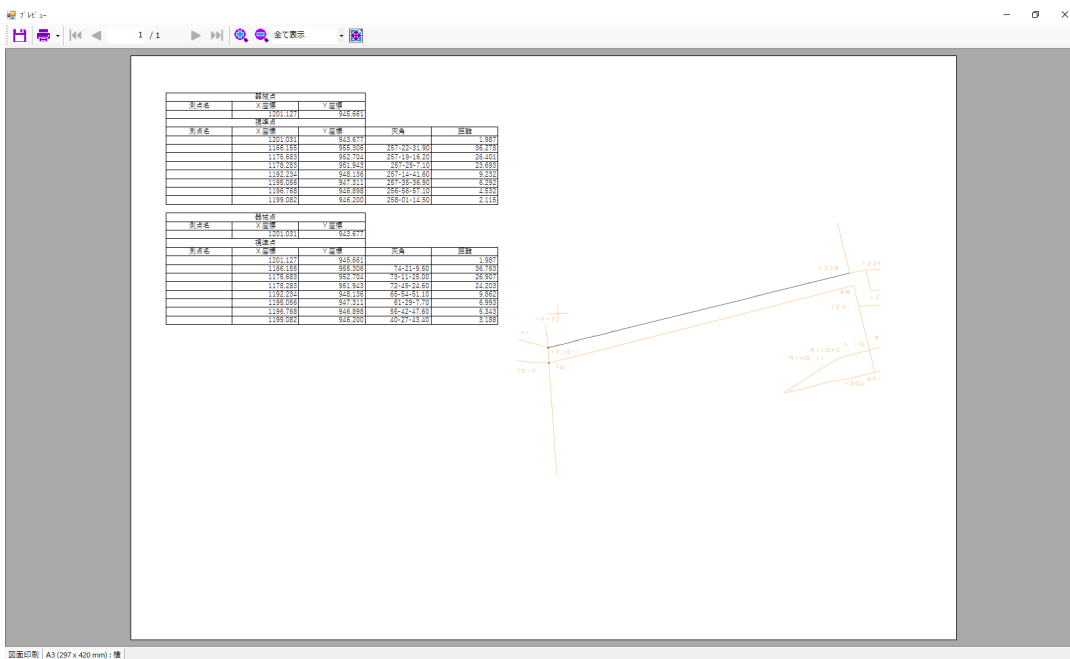 プレビュー
1 / 1 全て表示
器械点
測点名 X座標 Y座標
1201.127 945.661
視準点
測点名 X座標 Y座標 夾角 距離
1201.031 943.677 1.987
1166.155 955.306 257-22-31.90 36.278
1175.683 952.704 257-19-16.20 26.401
1178.283 951.943 257-25-7.10 23.693
1192.234 948.136 257-14-41.60 9.232
1195.056 947.311 257-35-36.90 6.292
1196.768 946.898 256-56-57.10 4.532
1199.082 946.200 258-01-14.50 2.115
器械点
測点名 X座標 Y座標
1201.031 943.677
視準点
測点名 X座標 Y座標 夾角 距離
1201.127 945.661 1.987
1166.155 955.306 74-21-9.50 36.763
1175.683 952.704 73-11-25.00 26.907
1178.283 951.943 72-49-24.60 24.203
1192.234 948.136 65-54-51.10 9.862
1195.056 947.311 61-29-7.70 6.993
1196.768 946.898 55-42-47.60 5.343
1199.082 946.200 40-27-43.40 3.188
70
図面印刷 A3 (297 x 420 mm) : 横